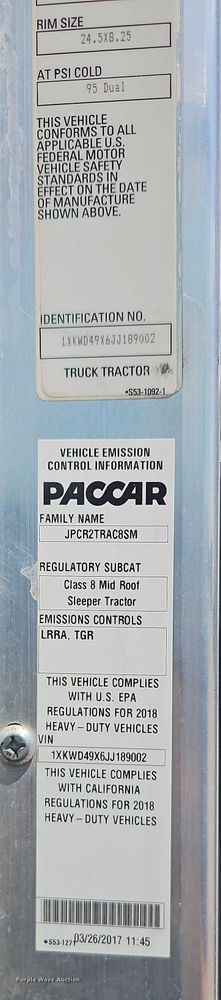 RIM SIZE
24.5X8.25
AT PSI COLD
95 Dual
THIS VEHICLE
CONFORMS TO ALL
APPLICABLE U.S.
FEDERAL MOTOR
VEHICLE SAFETY
STANDARDS IN
EFFECT ON THE DATE
OF MANUFACTURE
SHOWN ABOVE.
IDENTIFICATION NO.
1XKWD49X6JJ189002
TRUCK TRACTOR
•S53-1092-1
VEHICLE EMISSION
CONTROL INFORMATION
PACCAR
FAMILY NAME
JPCR2TRAC8SM
REGULATORY SUBCAT
Class 8 Mid Roof
Sleeper Tractor
EMISSIONS CONTROLS
LRRA, TGR
THIS VEHICLE COMPLIES
WITH U.S. EPA
REGULATIONS FOR 2018
HEAVY-DUTY VEHICLES
VIN
1XKWD49X6JJ189002
THIS VEHICLE COMPLIES
WITH CALIFORNIA
REGULATIONS FOR 2018
HEAVY-DUTY VEHICLES
•S53-1277 03/26/2017 11:45
Purple Wave Auction